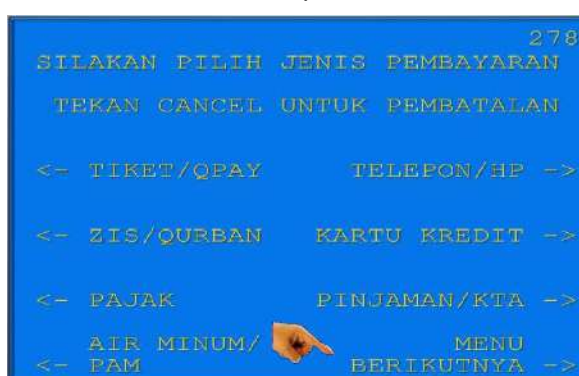 278
SILAKAN PILIH JENIS PEMBAYARAN
TEKAN CANCEL UNTUK PEMBATALAN
<- TIKET/QPAY TELEPON/HP ->
<- ZIS/QURBAN KARTU KREDIT ->
<- PAJAK PINJAMAN/KTA ->
AIR MINUM/ MENU
<- PAM BERIKUTNYA ->